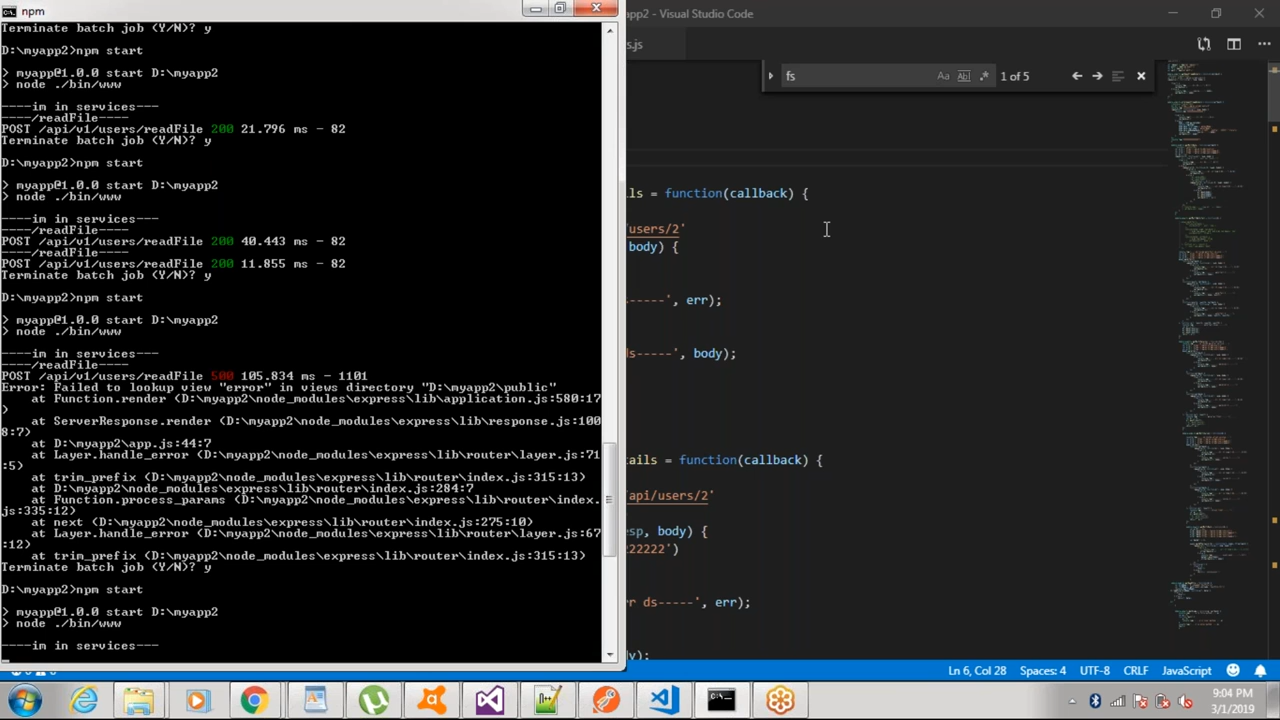 npm
Terminate batch job (Y/N)? y
D:\myapp2>npm start
> myapp@1.0.0 start D:\myapp2
> node ./bin/www
----im in services---
----/readFile----
POST /api/v1/users/readFile 200 21.796 ms - 82
Terminate batch job (Y/N)? y
D:\myapp2>npm start
> myapp@1.0.0 start D:\myapp2
> node ./bin/www
----im in services---
----/readFile----
POST /api/v1/users/readFile 200 40.443 ms - 82
----/readFile----
POST /api/v1/users/readFile 200 11.855 ms - 82
Terminate batch job (Y/N)? y
D:\myapp2>npm start
> myapp@1.0.0 start D:\myapp2
> node ./bin/www
----im in services---
----/readFile----
POST /api/v1/users/readFile 500 105.834 ms - 1101
Error: Failed to lookup view "error" in views directory "D:\myapp2\public"
at Function.render (D:\myapp2\node_modules\express\lib\application.js:580:17
)
at ServerResponse.render (D:\myapp2\node_modules\express\lib\response.js:100
8:7)
at D:\myapp2\app.js:44:7
at Layer.handle_error (D:\myapp2\node_modules\express\lib\router\layer.js:71
:5)
at trim_prefix (D:\myapp2\node_modules\express\lib\router\index.js:315:13)
at D:\myapp2\node_modules\express\lib\router\index.js:284:7
at Function.process_params (D:\myapp2\node_modules\express\lib\router\index.
js:335:12)
at next (D:\myapp2\node_modules\express\lib\router\index.js:275:10)
at Layer.handle_error (D:\myapp2\node_modules\express\lib\router\layer.js:67
:12)
at trim_prefix (D:\myapp2\node_modules\express\lib\router\index.js:315:13)
Terminate batch job (Y/N)? y
D:\myapp2>npm start
> myapp@1.0.0 start D:\myapp2
> node ./bin/www
----im in services---
app2 - Visual Studio Code
s.js
fs
1 of 5
ls = function(callback) {
users/2'
body) {
-----', err);
ds-----', body);
ails = function(callback) {
/api/users/2'
esp, body) {
22222')
rr ds-----', err);
dy);
Ln 6, Col 28 Spaces: 4 UTF-8 CRLF JavaScript
9:04 PM
3/1/2019